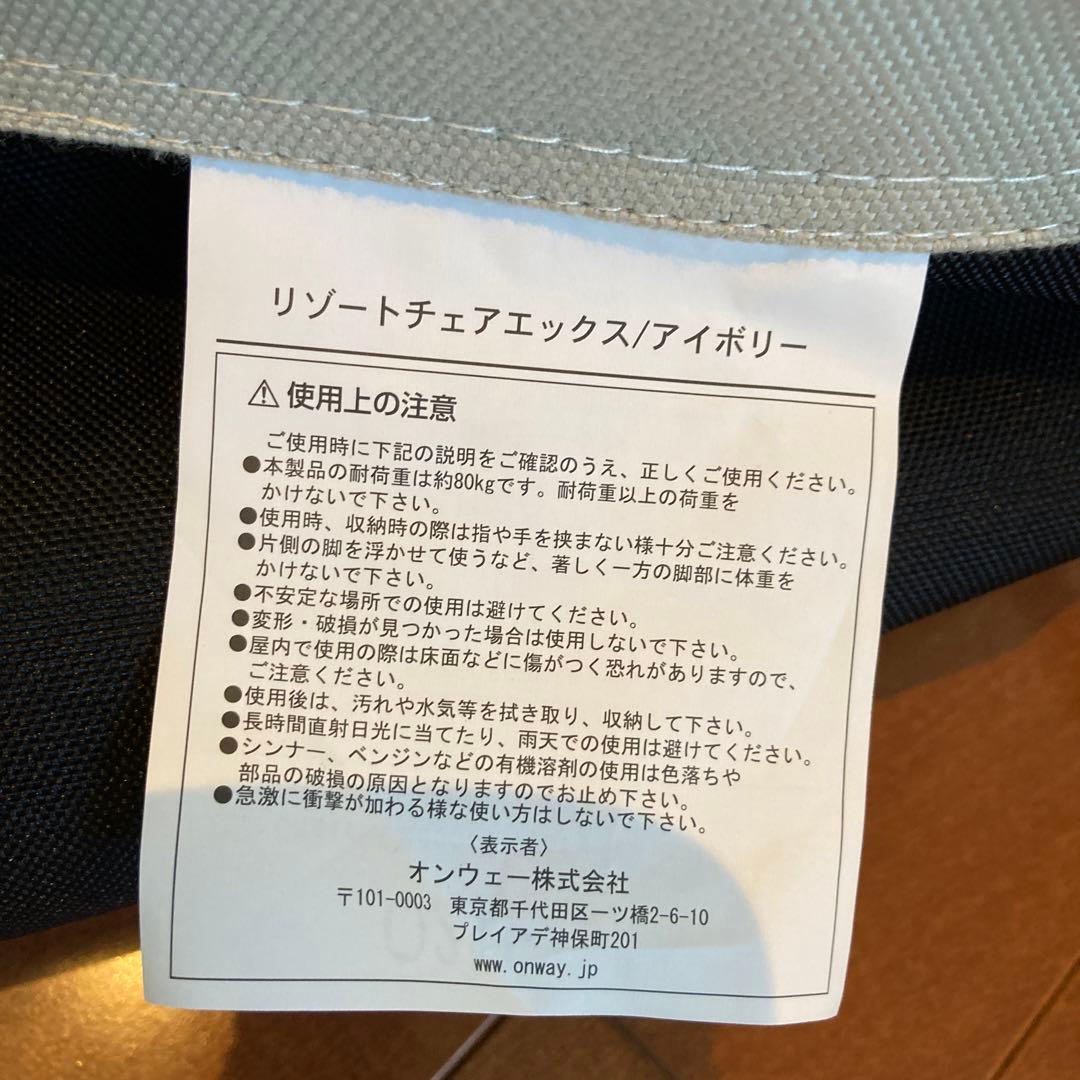 リゾートチェアエックス/アイボリー
⚠使用上の注意
ご使用時に下記の説明をご確認のうえ、正しくご使用ください。
●本製品の耐荷重は約80kgです。耐荷重以上の荷重を
かけないで下さい。
●使用時、収納時の際は指や手を挟まない様十分ご注意ください。
●片側の脚を浮かせて使うなど、著しく一方の脚部に体重を
かけないで下さい。
●不安定な場所での使用は避けてください。
●変形・破損が見つかった場合は使用しないで下さい。
●屋内で使用の際は床面などに傷がつく恐れがありますので、
ご注意ください。
●使用後は、汚れや水気等を拭き取り、収納して下さい。
●長時間直射日光に当てたり、雨天での使用は避けてください。
●シンナー、ベンジンなどの有機溶剤の使用は色落ちや
部品の破損の原因となりますのでお止め下さい。
●急激に衝撃が加わる様な使い方はしないで下さい。
〈表示者〉
オンウェー株式会社
〒101-0003 東京都千代田区一ツ橋2-6-10
プレイアデ神保町201
www.onway.jp